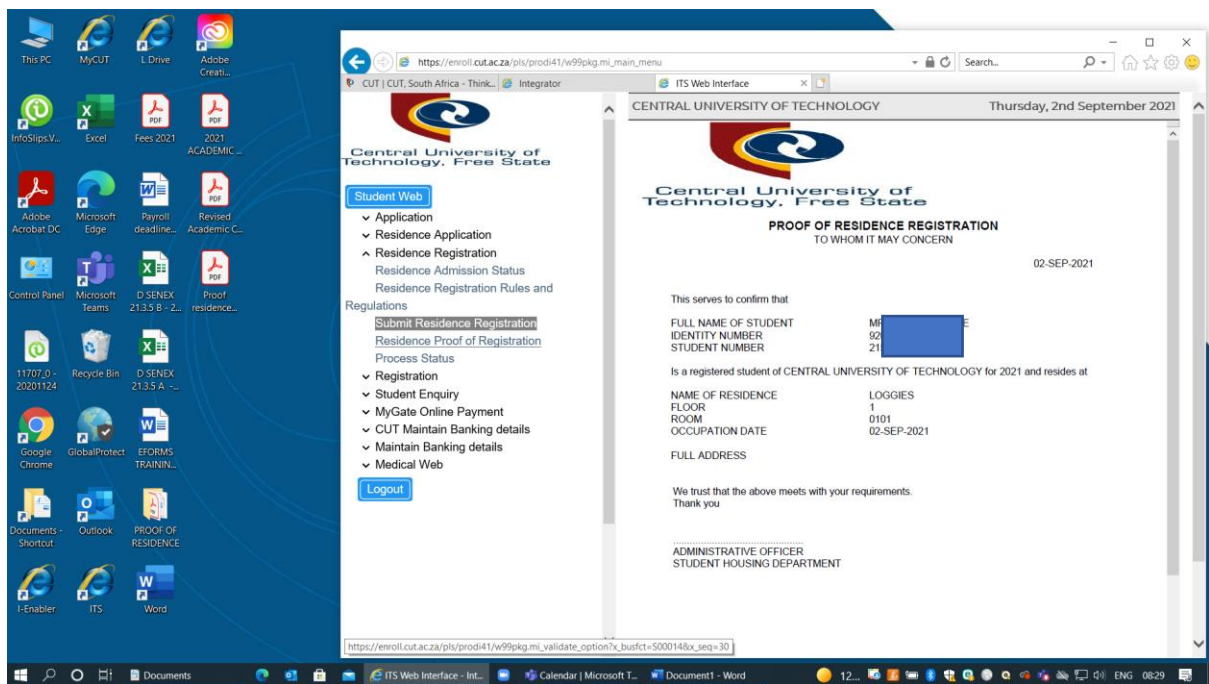 This PC
MyCUT
L Drive
Adobe
Creati...
InfoSlips.V...
Excel
Fees 2021
2021
ACADEMIC ...
Adobe
Acrobat DC
Microsoft
Edge
Payroll
deadline...
Revised
Academic C...
Control Panel
Microsoft
Teams
D SENEX
21.3.5 B - 2...
Proof
residence...
11707_0 -
20201124
Recycle Bin
D SENEX
21.3.5 A -...
Google
Chrome
GlobalProtect
EFORMS
TRAININ...
Documents -
Shortcut
Outlook
PROOF OF
RESIDENCE
I-Enabler
ITS
Word
https://enroll.cut.ac.za/pls/prodi41/w99pkg.mi_main_menu
Search...
CUT | CUT, South Africa - Think...
Integrator
ITS Web Interface
Central University of
Technology, Free State
Student Web
Application
Residence Application
Residence Registration
Residence Admission Status
Residence Registration Rules and
Regulations
Submit Residence Registration
Residence Proof of Registration
Process Status
Registration
Student Enquiry
MyGate Online Payment
CUT Maintain Banking details
Maintain Banking details
Medical Web
Logout
CENTRAL UNIVERSITY OF TECHNOLOGY Thursday, 2nd September 2021
Central University of
Technology, Free State
PROOF OF RESIDENCE REGISTRATION
TO WHOM IT MAY CONCERN
02-SEP-2021
This serves to confirm that
FULL NAME OF STUDENT
IDENTITY NUMBER
STUDENT NUMBER
Is a registered student of CENTRAL UNIVERSITY OF TECHNOLOGY for 2021 and resides at
NAME OF RESIDENCE LOGGIES
FLOOR 1
ROOM 0101
OCCUPATION DATE 02-SEP-2021
FULL ADDRESS
We trust that the above meets with your requirements.
Thank you
ADMINISTRATIVE OFFICER
STUDENT HOUSING DEPARTMENT
https://enroll.cut.ac.za/pls/prodi41/w99pkg.mi_validate_option?x_busfct=S00014&x_seq=30
Documents
ITS Web Interface - Int...
Calendar | Microsoft T...
Document1 - Word
12...
ENG
08:29